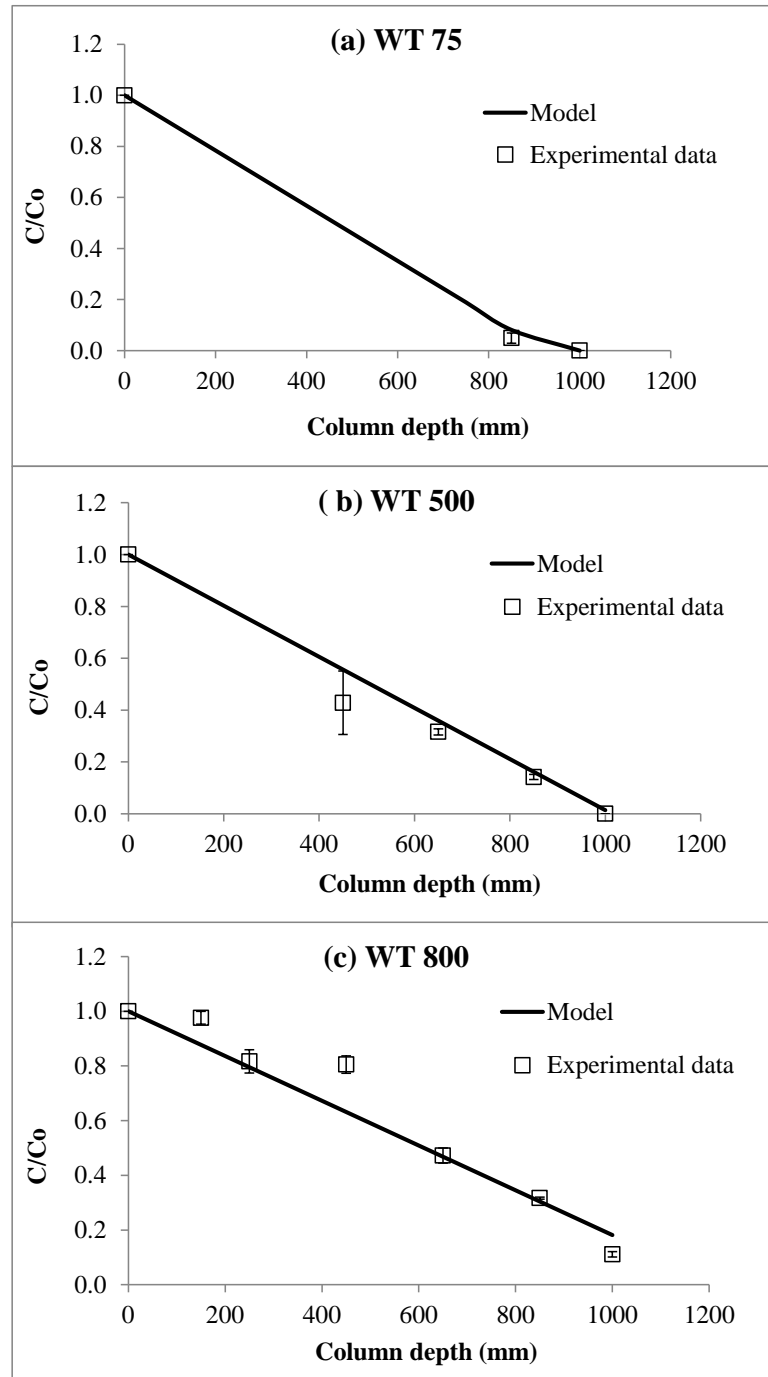 (a) WT 75
1.2
1.0
0.8
0.6
0.4
0.2
0.0
C/Co
Model
Experimental data
0 200 400 600 800 1000 1200
Column depth (mm)
( b) WT 500
1.2
1.0
0.8
0.6
0.4
0.2
0.0
C/Co
Model
Experimental data
0 200 400 600 800 1000 1200
Column depth (mm)
(c) WT 800
1.2
1.0
0.8
0.6
0.4
0.2
0.0
C/Co
Model
Experimental data
0 200 400 600 800 1000 1200
Column depth (mm)